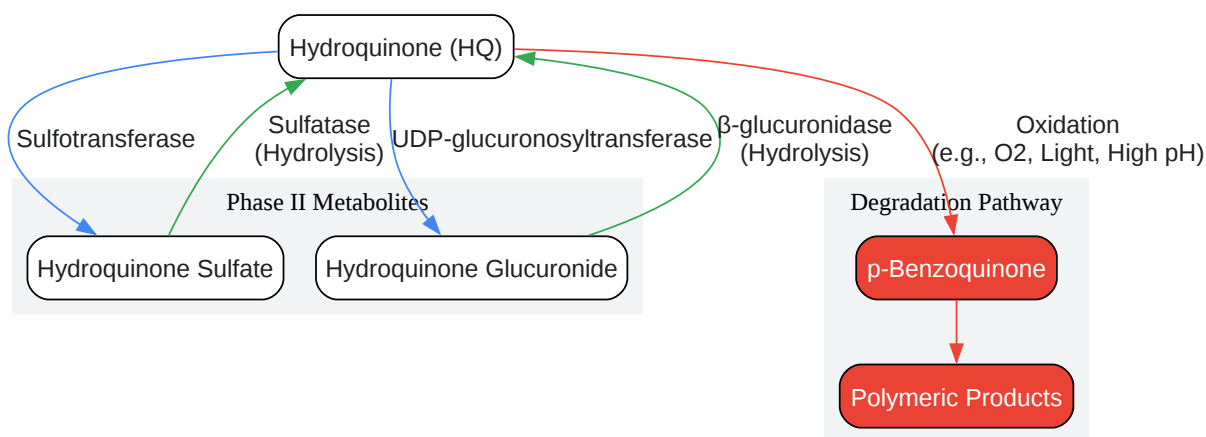 Hydroquinone (HQ)
Sulfotransferase
Sulfatase
(Hydrolysis)
UDP-glucuronosyltransferase
β-glucuronidase
(Hydrolysis)
Oxidation
(e.g., O2, Light, High pH)
Phase II Metabolites
Degradation Pathway
Hydroquinone Sulfate
Hydroquinone Glucuronide
p-Benzoquinone
Polymeric Products